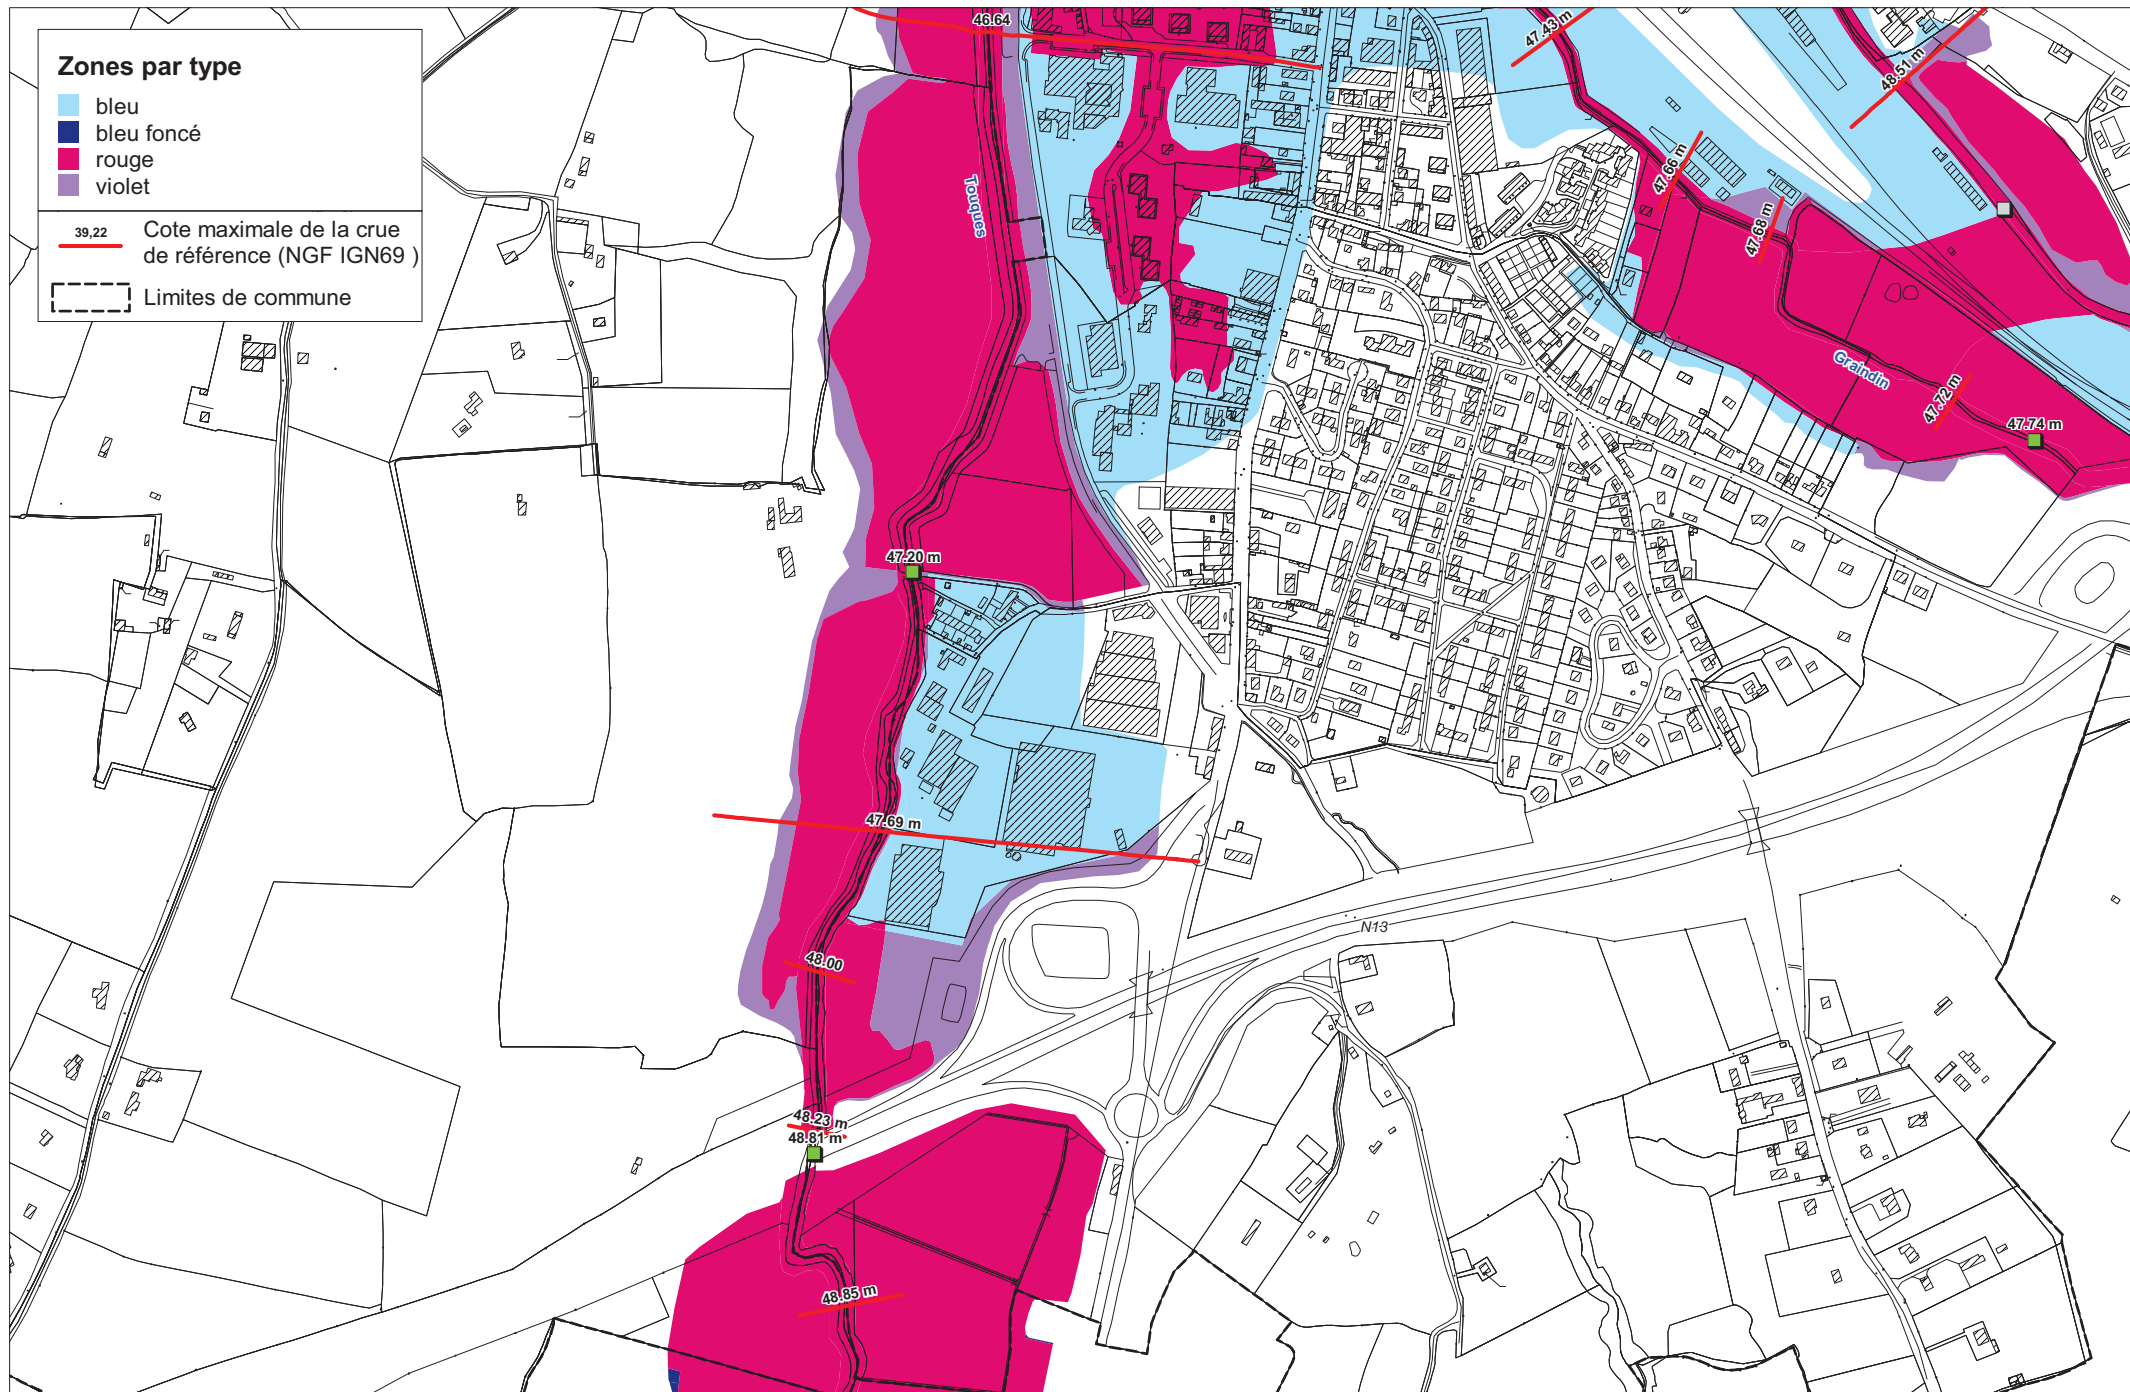 Zones par type
bleu
bleu foncé
rouge
violet
39,22
Cote maximale de la crue
de référence (NGF IGN69 )
Limites de commune
46.64
47.43 m
48.51 m
47.66 m
47.68 m
Touques
Graindin
47.72 m
47.74 m
47.20 m
47.69 m
N13
48.00
48.23 m
48.81 m
48.85 m